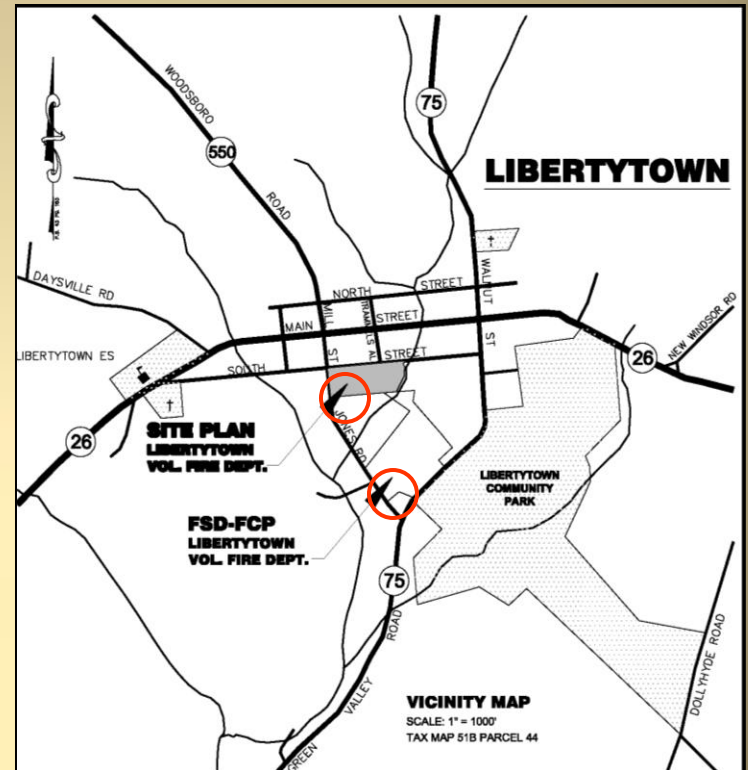 WOODSBORO
ROAD
550
75
LIBERTYTOWN
DAYSVILLE RD
NORTH STREET
WALNUT ST
MAIN STREET
MILL ST
SOUTH STREET
NEW WINDSOR RD
26
LIBERTYTOWN ES
26
SITE PLAN
LIBERTYTOWN
VOL. FIRE DEPT.
JONES RD
LIBERTYTOWN
COMMUNITY
PARK
FSD-FCP
LIBERTYTOWN
VOL. FIRE DEPT.
75
GREEN VALLEY ROAD
DOLLYHYDE ROAD
VICINITY MAP
SCALE: 1" = 1000'
TAX MAP 51B PARCEL 44